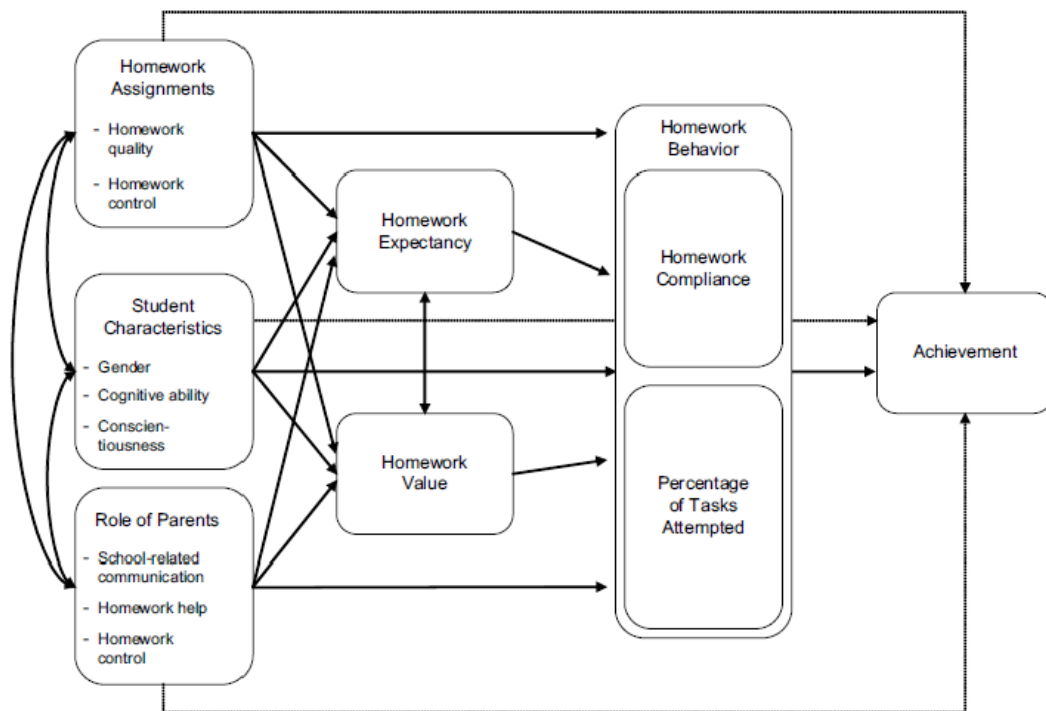 Homework
Assignments
- Homework
quality
- Homework
control
Student
Characteristics
- Gender
- Cognitive ability
- Conscien-
tiousness
Role of Parents
- School-related
communication
- Homework help
- Homework
control
Homework
Expectancy
Homework
Value
Homework
Behavior
Homework
Compliance
Percentage
of Tasks
Attempted
Achievement